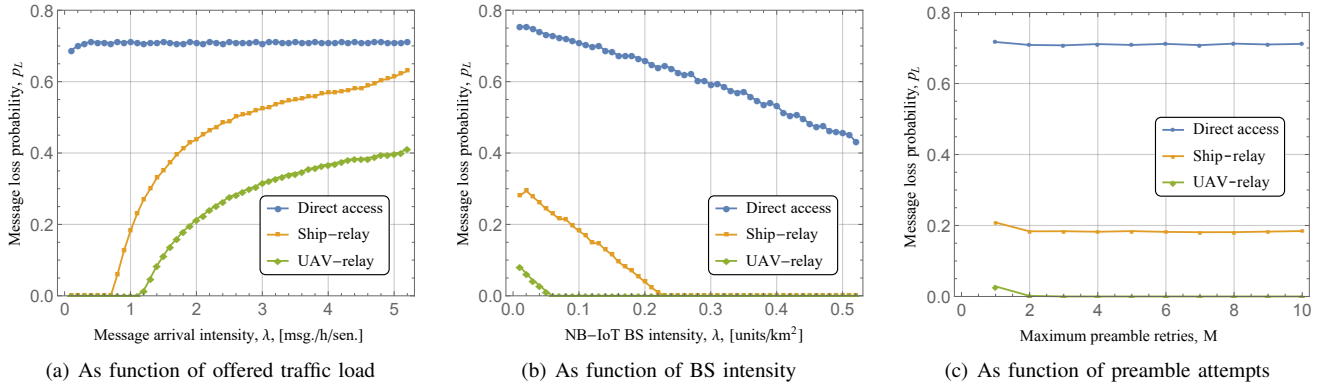 0.8
0.6
0.4
0.2
0.0
Message loss probability, p_L
0 1 2 3 4 5
Message arrival intensity, λ, [msg./h/sen.]
Direct access
Ship-relay
UAV-relay
(a) As function of offered traffic load
0.8
0.6
0.4
0.2
0.0
Message loss probability, p_L
0.0 0.1 0.2 0.3 0.4 0.5
NB-IoT BS intensity, λ, [units/km²]
Direct access
Ship-relay
UAV-relay
(b) As function of BS intensity
0.8
0.6
0.4
0.2
0.0
Message loss probability, p_L
0 2 4 6 8 10
Maximum preamble retries, M
Direct access
Ship-relay
UAV-relay
(c) As function of preamble attempts